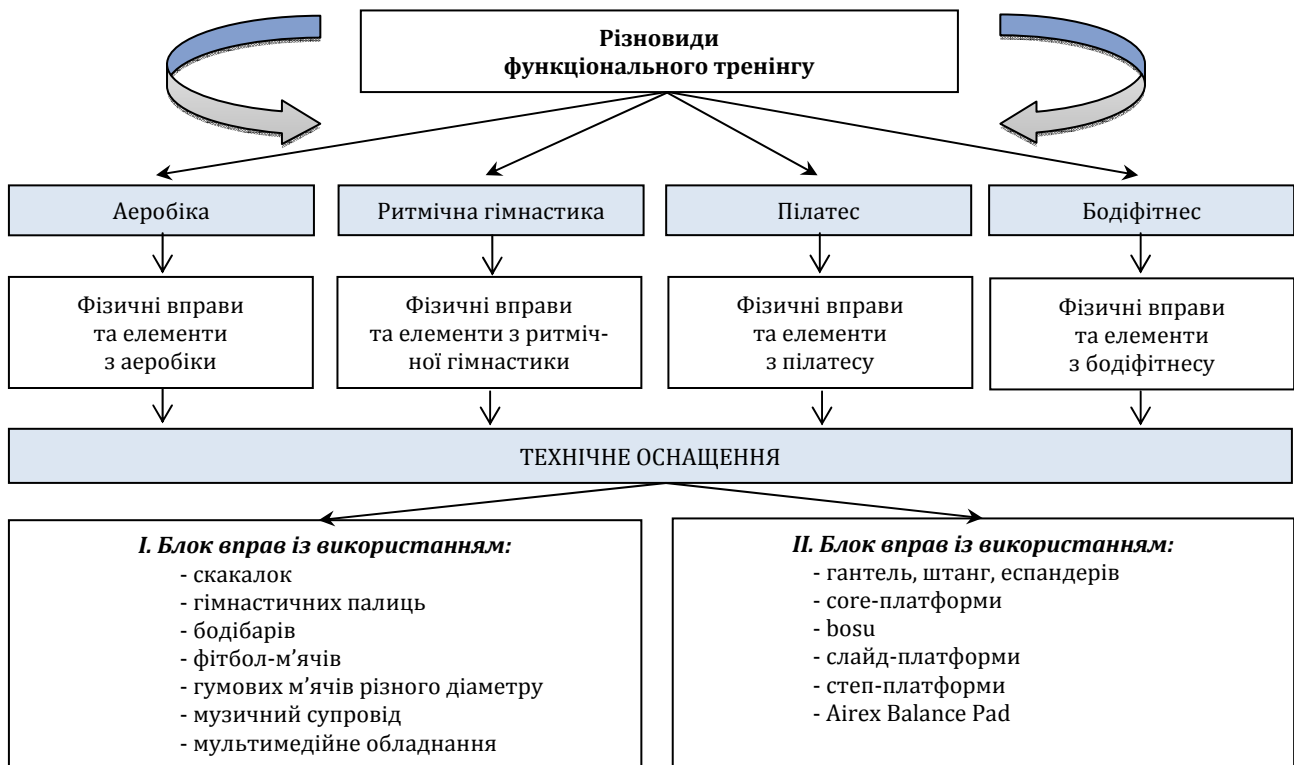 Різновиди
функціонального тренінгу
Аеробіка
Ритмічна гімнастика
Пілатес
Бодіфітнес
Фізичні вправи
та елементи
з аеробіки
Фізичні вправи
та елементи з ритміч-
ної гімнастики
Фізичні вправи
та елементи
з пілатесу
Фізичні вправи
та елементи
з бодіфітнесу
ТЕХНІЧНЕ ОСНАЩЕННЯ
І. Блок вправ із використанням:
- скакалок
- гімнастичних палиць
- бодібарів
- фітбол-м’ячів
- гумових м’ячів різного діаметру
- музичний супровід
- мультимедійне обладнання
ІІ. Блок вправ із використанням:
- гантель, штанг, еспандерів
- core-платформи
- bosu
- слайд-платформи
- степ-платформи
- Airex Balance Pad